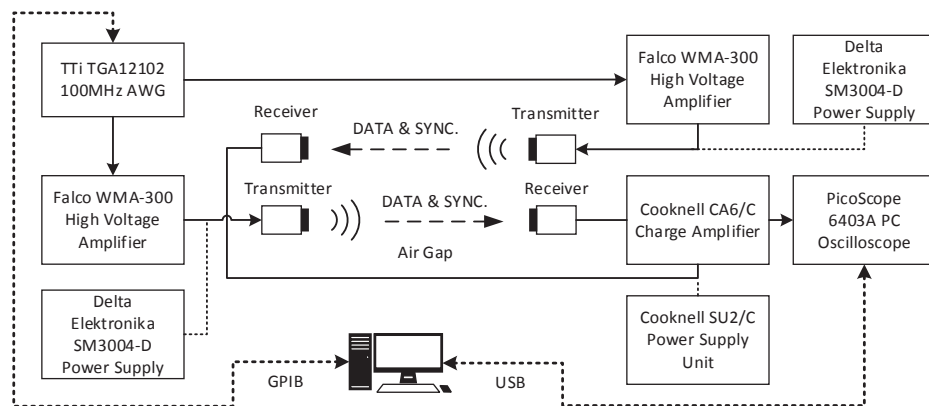 TTi TGA12102
100MHz AWG
Falco WMA-300
High Voltage
Amplifier
Delta
Elektronika
SM3004-D
Power Supply
Receiver
DATA & SYNC.
Transmitter
Falco WMA-300
High Voltage
Amplifier
Transmitter
DATA & SYNC.
Receiver
Air Gap
Cooknell CA6/C
Charge Amplifier
PicoScope
6403A PC
Oscilloscope
Delta
Elektronika
SM3004-D
Power Supply
Cooknell SU2/C
Power Supply
Unit
GPIB
USB